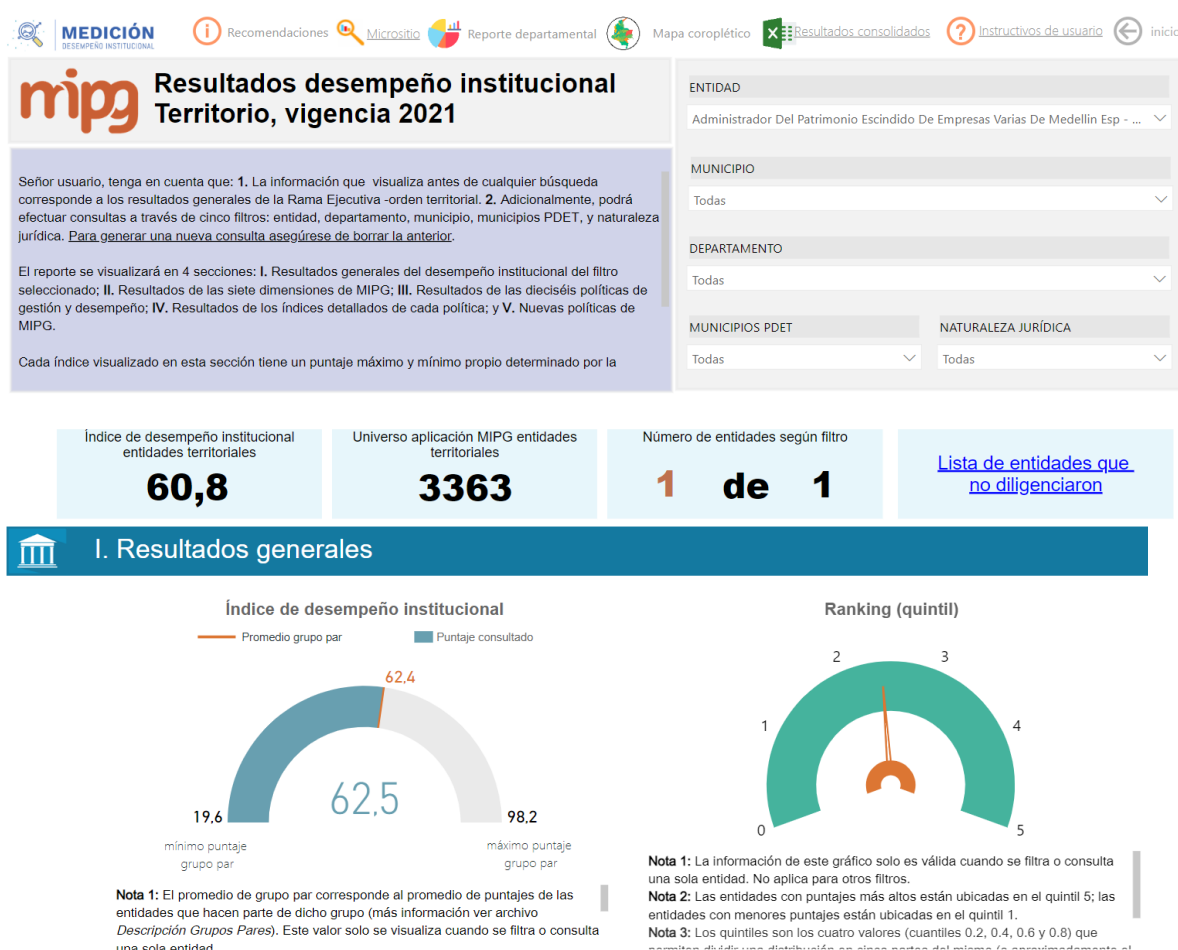 MEDICIÓN
DESEMPEÑO INSTITUCIONAL
Recomendaciones
Micrositio
Reporte departamental
Mapa coroplético
Resultados consolidados
Instructivos de usuario
inicio
mipg
Resultados desempeño institucional
Territorio, vigencia 2021
Señor usuario, tenga en cuenta que: 1. La información que visualiza antes de cualquier búsqueda
corresponde a los resultados generales de la Rama Ejecutiva -orden territorial. 2. Adicionalmente, podrá
efectuar consultas a través de cinco filtros: entidad, departamento, municipio, municipios PDET, y naturaleza
jurídica. Para generar una nueva consulta asegúrese de borrar la anterior.
El reporte se visualizará en 4 secciones: I. Resultados generales del desempeño institucional del filtro
seleccionado; II. Resultados de las siete dimensiones de MIPG; III. Resultados de las dieciséis políticas de
gestión y desempeño; IV. Resultados de los índices detallados de cada política; y V. Nuevas políticas de
MIPG.
Cada índice visualizado en esta sección tiene un puntaje máximo y mínimo propio determinado por la
ENTIDAD
Administrador Del Patrimonio Escindido De Empresas Varias De Medellin Esp - ...
MUNICIPIO
Todas
DEPARTAMENTO
Todas
MUNICIPIOS PDET
Todas
NATURALEZA JURÍDICA
Todas
Índice de desempeño institucional
entidades territoriales
60,8
Universo aplicación MIPG entidades
territoriales
3363
Número de entidades según filtro
1 de 1
Lista de entidades que
no diligenciaron
I. Resultados generales
Índice de desempeño institucional
Promedio grupo par
Puntaje consultado
62,4
62,5
19,6
98,2
mínimo puntaje
grupo par
máximo puntaje
grupo par
Nota 1: El promedio de grupo par corresponde al promedio de puntajes de las
entidades que hacen parte de dicho grupo (más información ver archivo
Descripción Grupos Pares). Este valor solo se visualiza cuando se filtra o consulta
una sola entidad.
Ranking (quintil)
2
3
1
4
0
5
Nota 1: La información de este gráfico solo es válida cuando se filtra o consulta
una sola entidad. No aplica para otros filtros.
Nota 2: Las entidades con puntajes más altos están ubicadas en el quintil 5; las
entidades con menores puntajes están ubicadas en el quintil 1.
Nota 3: Los quintiles son los cuatro valores (cuantiles 0.2, 0.4, 0.6 y 0.8) que
permiten dividir una distribución en cinco partes del mismo (o aproximadamente el